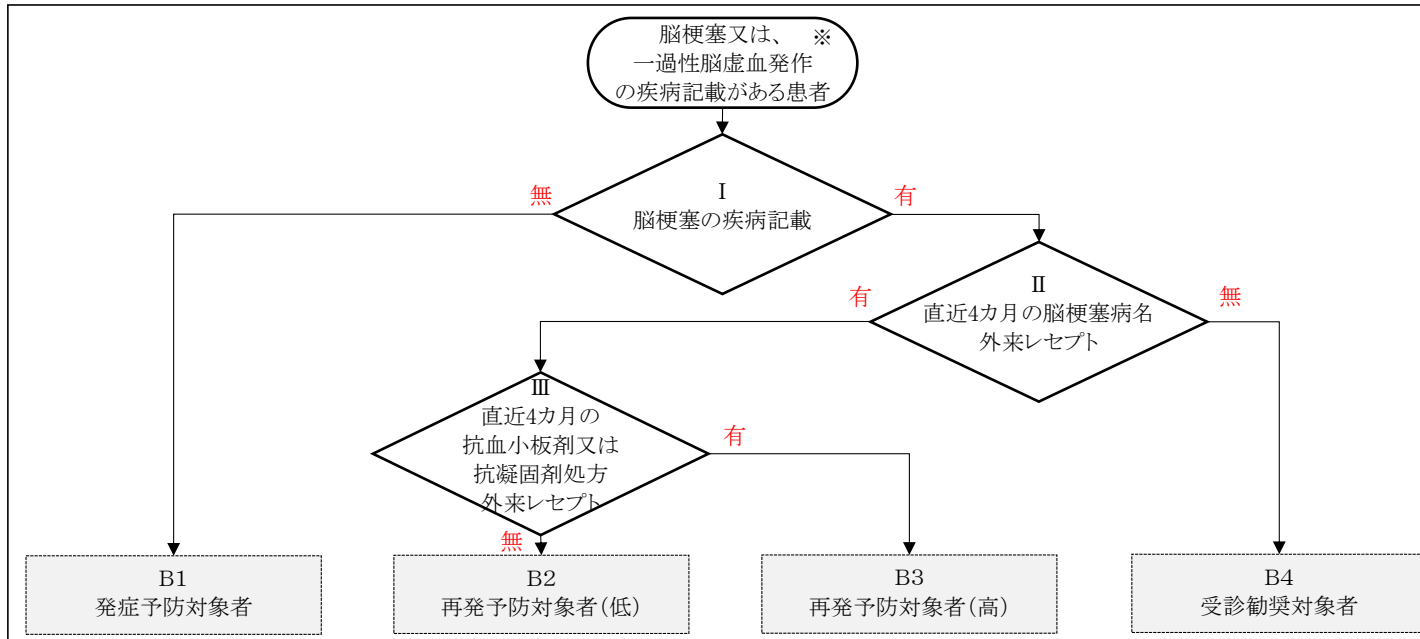 脳梗塞又は、 ※
一過性脳虚血発作
の疾病記載がある患者
無
Ⅰ
脳梗塞の疾病記載
有
有
Ⅱ
直近4カ月の脳梗塞病名
外来レセプト
無
Ⅲ
直近4カ月の
抗血小板剤又は
抗凝固剤処方
外来レセプト
有
無
B1
発症予防対象者
B2
再発予防対象者(低)
B3
再発予防対象者(高)
B4
受診勧奨対象者